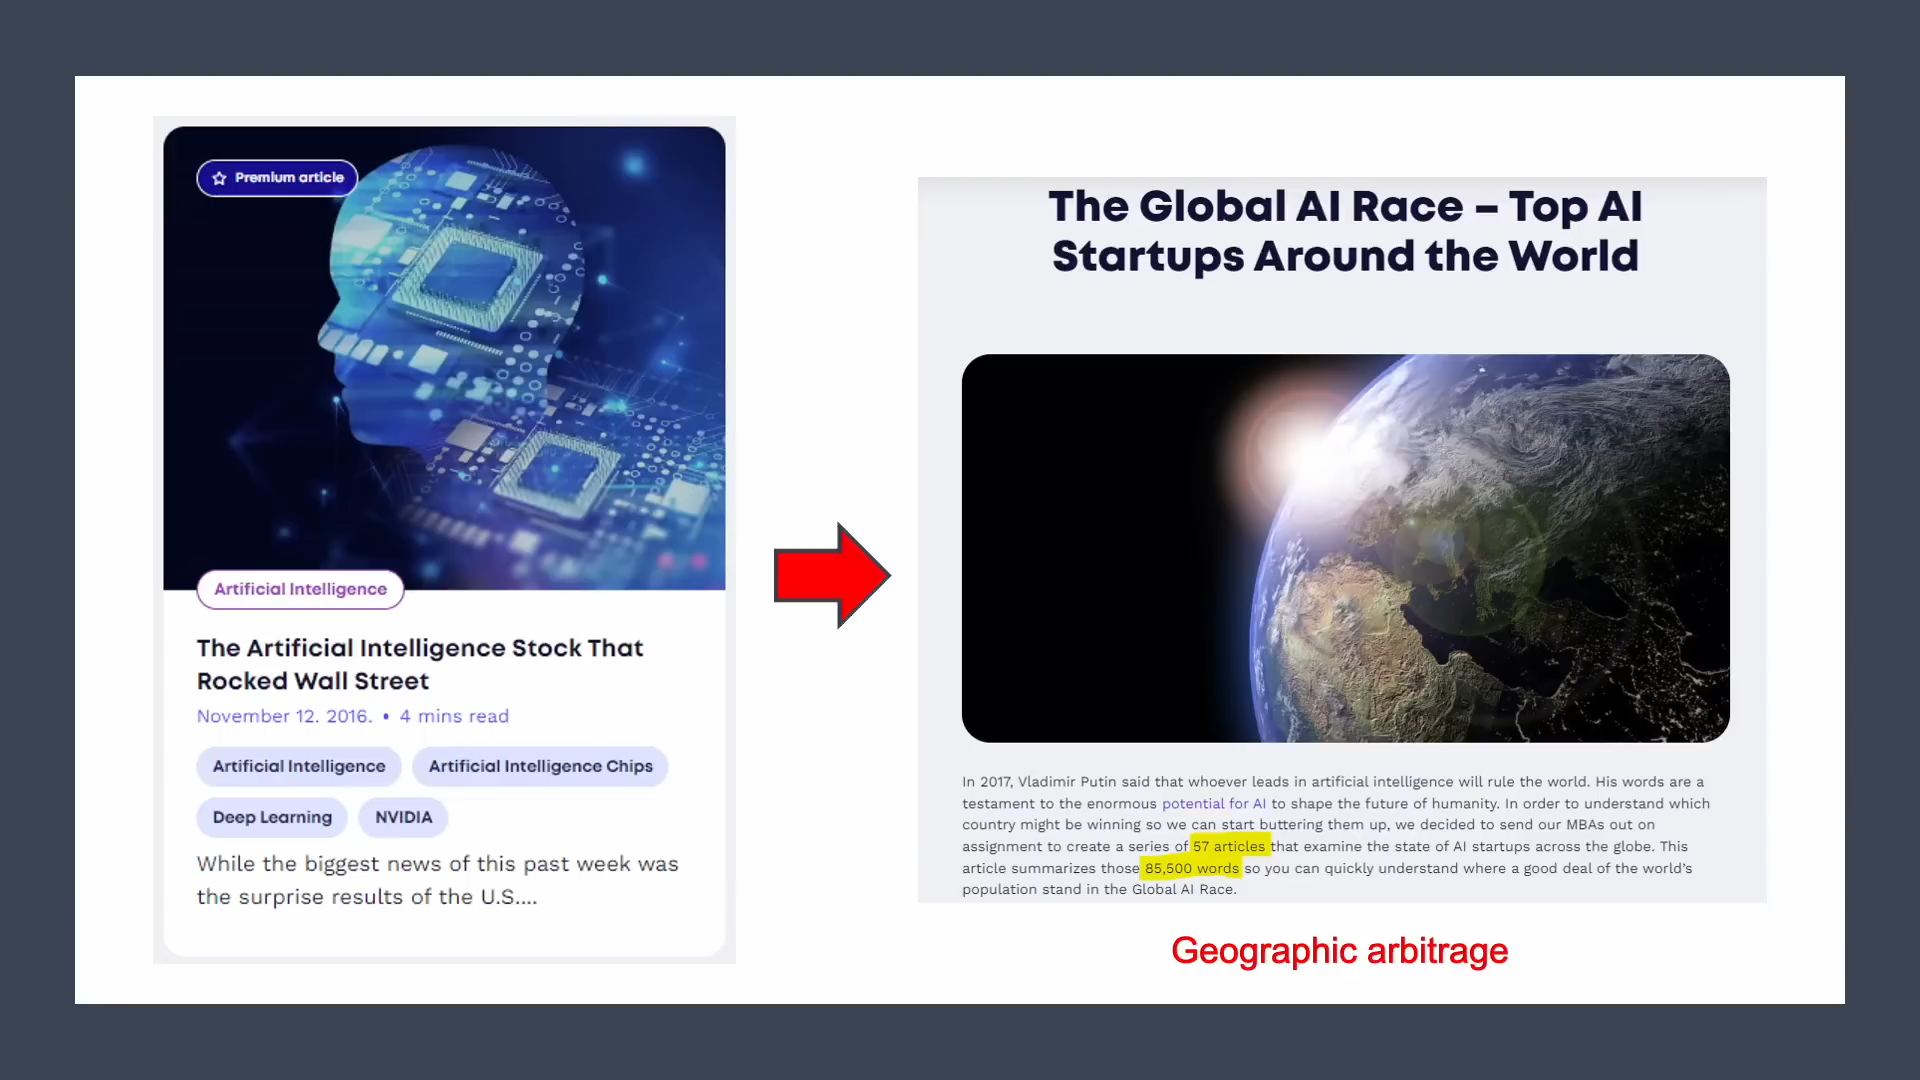 Premium article
Artificial Intelligence
The Artificial Intelligence Stock That
Rocked Wall Street
November 12. 2016. • 4 mins read
Artificial Intelligence
Artificial Intelligence Chips
Deep Learning
NVIDIA
While the biggest news of this past week was
the surprise results of the U.S....
The Global AI Race – Top AI
Startups Around the World
In 2017, Vladimir Putin said that whoever leads in artificial intelligence will rule the world. His words are a
testament to the enormous potential for AI to shape the future of humanity. In order to understand which
country might be winning so we can start buttering them up, we decided to send our MBAs out on
assignment to create a series of 57 articles that examine the state of AI startups across the globe. This
article summarizes those 85,500 words so you can quickly understand where a good deal of the world's
population stand in the Global AI Race.
Geographic arbitrage